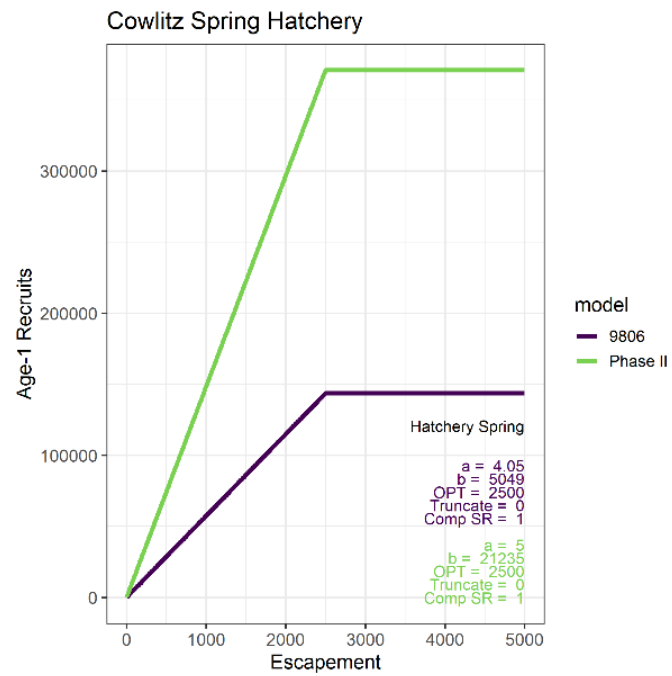 Cowlitz Spring Hatchery
300000
200000
100000
0
Age-1 Recruits
0 1000 2000 3000 4000 5000
Escapement
model
9806
Phase II
Hatchery Spring
a = 4.05
b = 5049
OPT = 2500
Truncate = 0
Comp SR = 1
a = 5
b = 21235
OPT = 2500
Truncate = 0
Comp SR = 1